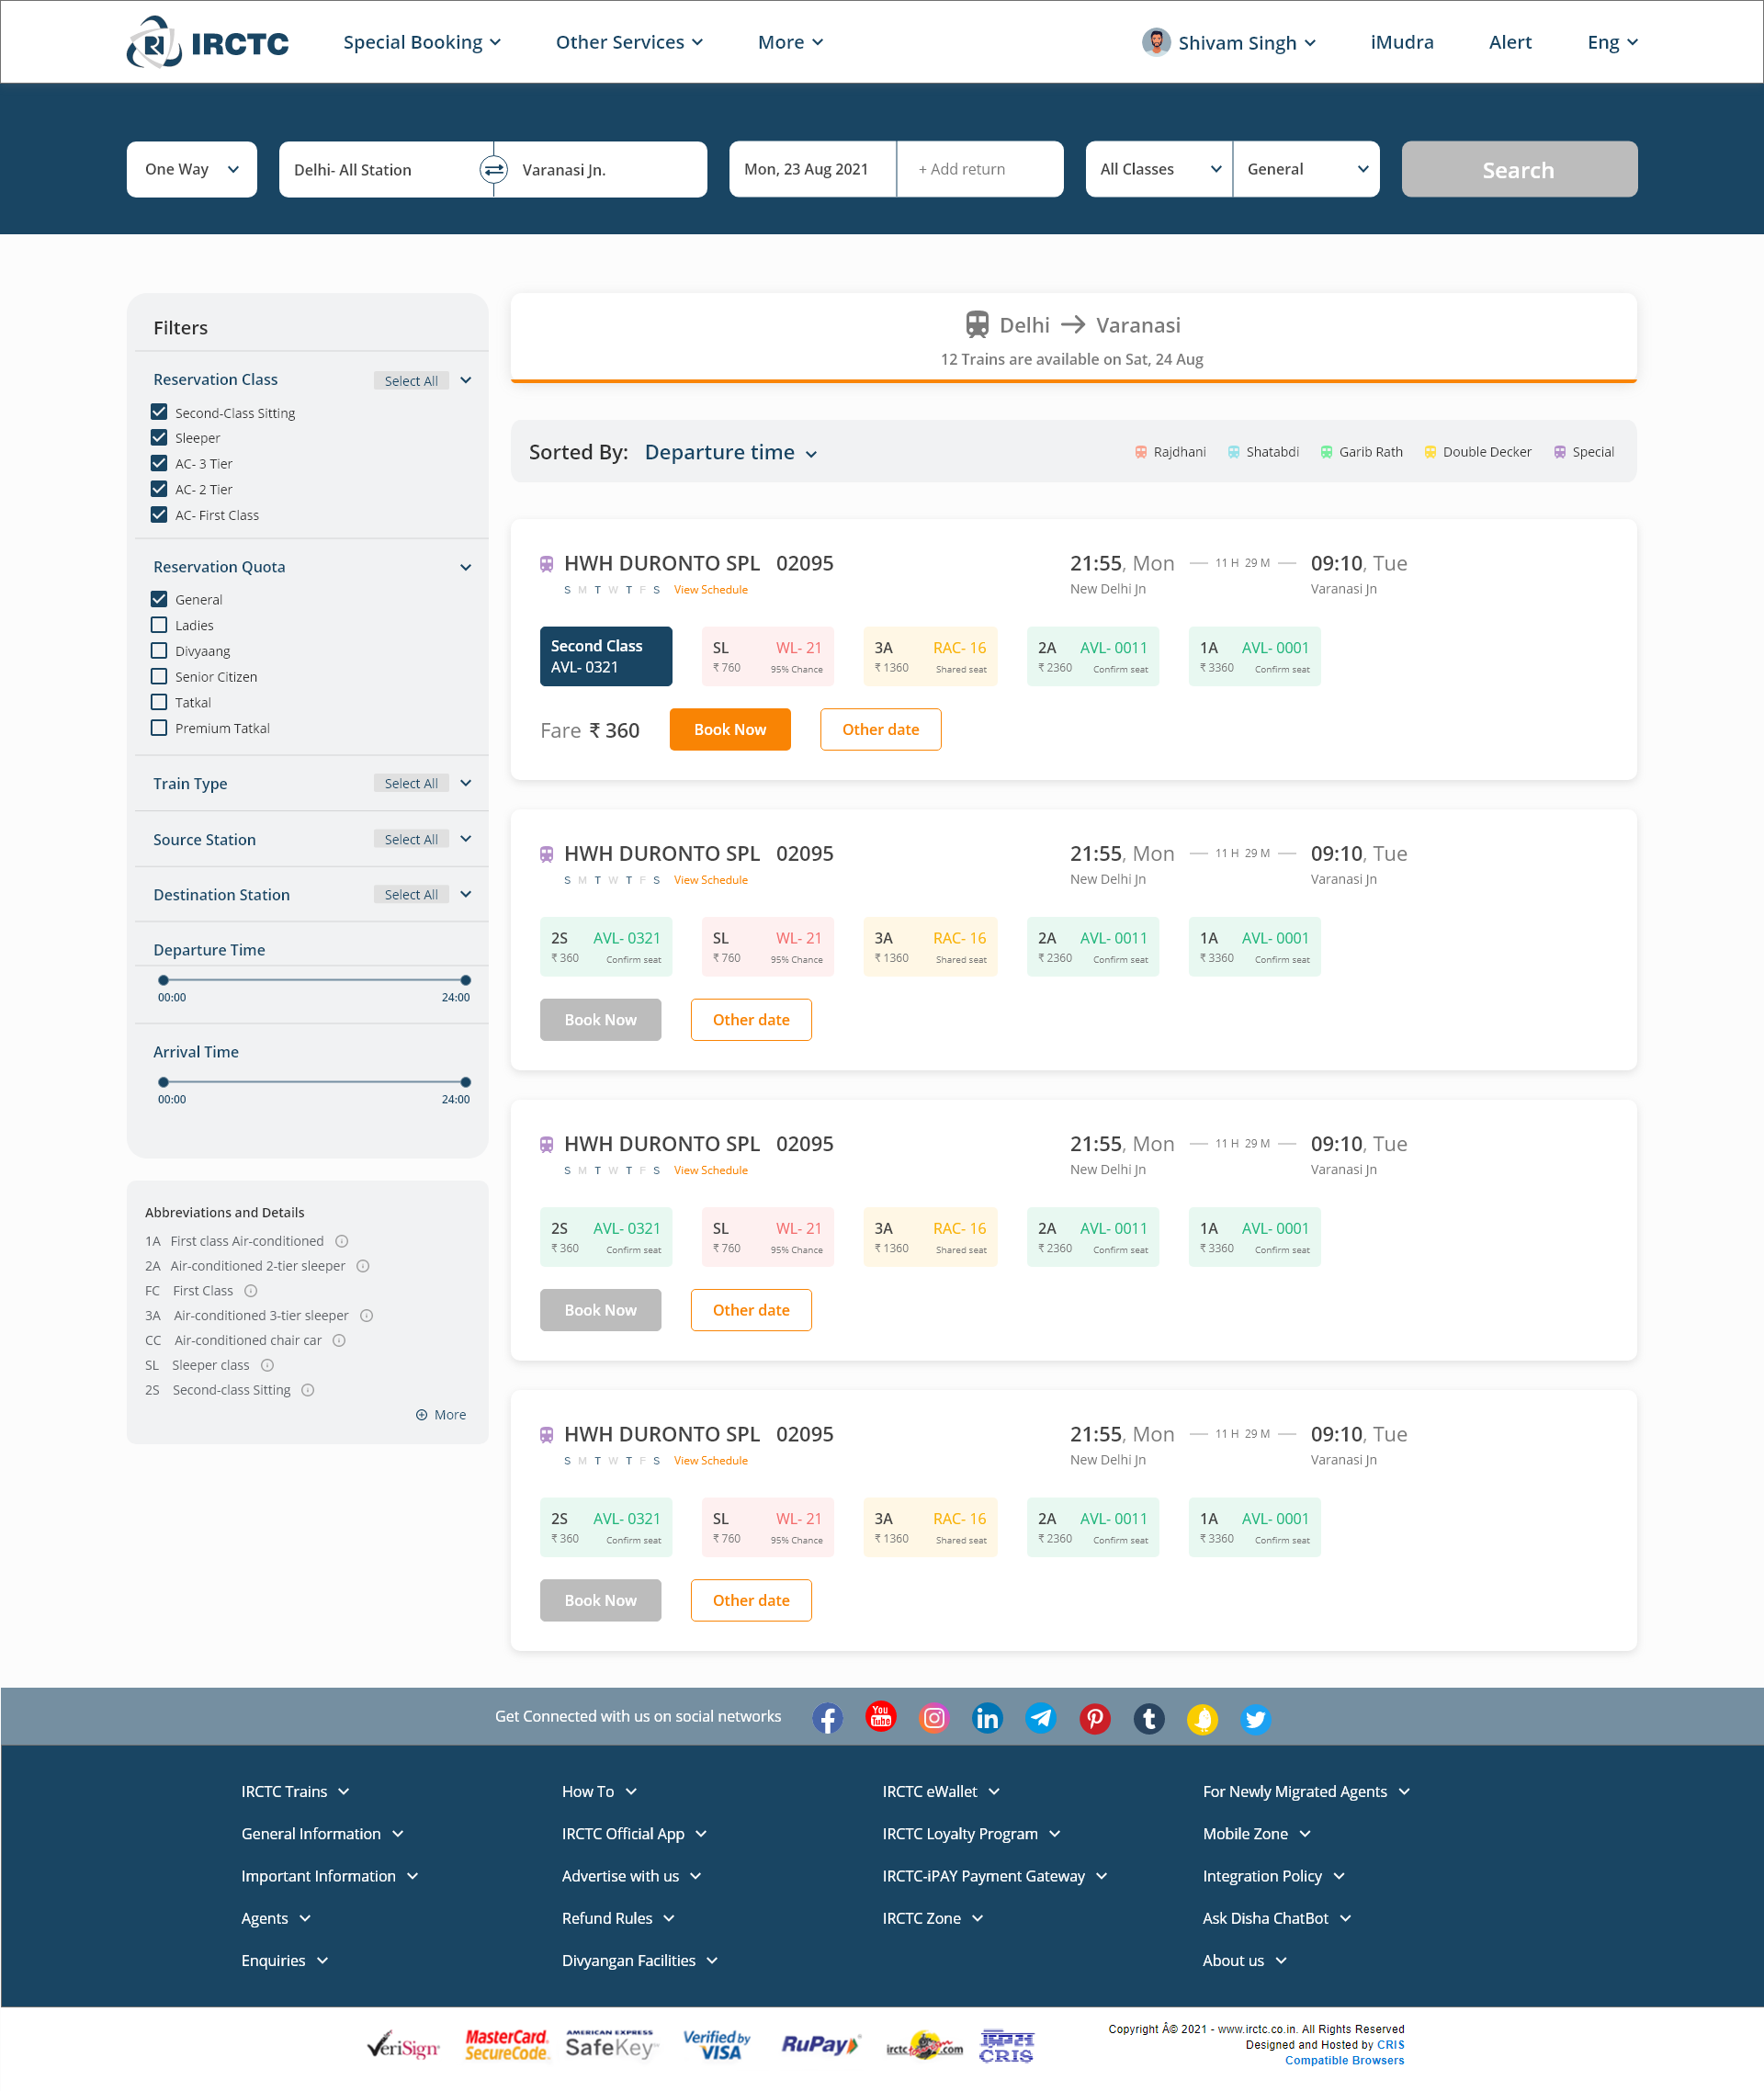 IRCTC
Special Booking
Other Services
More
Shivam Singh
iMudra
Alert
Eng
One Way
Delhi- All Station
Varanasi Jn.
Mon, 23 Aug 2021
+ Add return
All Classes
General
Search
Filters
Reservation Class
Select All
Second-Class Sitting
Sleeper
AC- 3 Tier
AC- 2 Tier
AC- First Class
Reservation Quota
General
Ladies
Divyaang
Senior Citizen
Tatkal
Premium Tatkal
Train Type
Select All
Source Station
Select All
Destination Station
Select All
Departure Time
00:00 24:00
Arrival Time
00:00 24:00
Abbreviations and Details
1A First class Air-conditioned
2A Air-conditioned 2-tier sleeper
FC First Class
3A Air-conditioned 3-tier sleeper
CC Air-conditioned chair car
SL Sleeper class
2S Second-class Sitting
More
Delhi → Varanasi
12 Trains are available on Sat, 24 Aug
Sorted By: Departure time
Rajdhani
Shatabdi
Garib Rath
Double Decker
Special
HWH DURONTO SPL 02095
S M T W T F S View Schedule
21:55, Mon
New Delhi Jn
11 H 29 M
09:10, Tue
Varanasi Jn
Second Class
AVL- 0321
SL WL- 21
₹ 760 95% Chance
3A RAC- 16
₹ 1360 Shared seat
2A AVL- 0011
₹ 2360 Confirm seat
1A AVL- 0001
₹ 3360 Confirm seat
Fare ₹ 360
Book Now
Other date
HWH DURONTO SPL 02095
S M T W T F S View Schedule
21:55, Mon
New Delhi Jn
11 H 29 M
09:10, Tue
Varanasi Jn
2S AVL- 0321
₹ 360 Confirm seat
SL WL- 21
₹ 760 95% Chance
3A RAC- 16
₹ 1360 Shared seat
2A AVL- 0011
₹ 2360 Confirm seat
1A AVL- 0001
₹ 3360 Confirm seat
Book Now
Other date
HWH DURONTO SPL 02095
S M T W T F S View Schedule
21:55, Mon
New Delhi Jn
11 H 29 M
09:10, Tue
Varanasi Jn
2S AVL- 0321
₹ 360 Confirm seat
SL WL- 21
₹ 760 95% Chance
3A RAC- 16
₹ 1360 Shared seat
2A AVL- 0011
₹ 2360 Confirm seat
1A AVL- 0001
₹ 3360 Confirm seat
Book Now
Other date
HWH DURONTO SPL 02095
S M T W T F S View Schedule
21:55, Mon
New Delhi Jn
11 H 29 M
09:10, Tue
Varanasi Jn
2S AVL- 0321
₹ 360 Confirm seat
SL WL- 21
₹ 760 95% Chance
3A RAC- 16
₹ 1360 Shared seat
2A AVL- 0011
₹ 2360 Confirm seat
1A AVL- 0001
₹ 3360 Confirm seat
Book Now
Other date
Get Connected with us on social networks
You
Tube
IRCTC Trains
General Information
Important Information
Agents
Enquiries
How To
IRCTC Official App
Advertise with us
Refund Rules
Divyangan Facilities
IRCTC eWallet
IRCTC Loyalty Program
IRCTC-iPAY Payment Gateway
IRCTC Zone
For Newly Migrated Agents
Mobile Zone
Integration Policy
Ask Disha ChatBot
About us
VeriSign
MasterCard.
SecureCode.
AMERICAN EXPRESS
SafeKey
Verified by
VISA
RuPay
irctc .com
CRIS
Copyright Â© 2021 - www.irctc.co.in. All Rights Reserved
Designed and Hosted by CRIS
Compatible Browsers